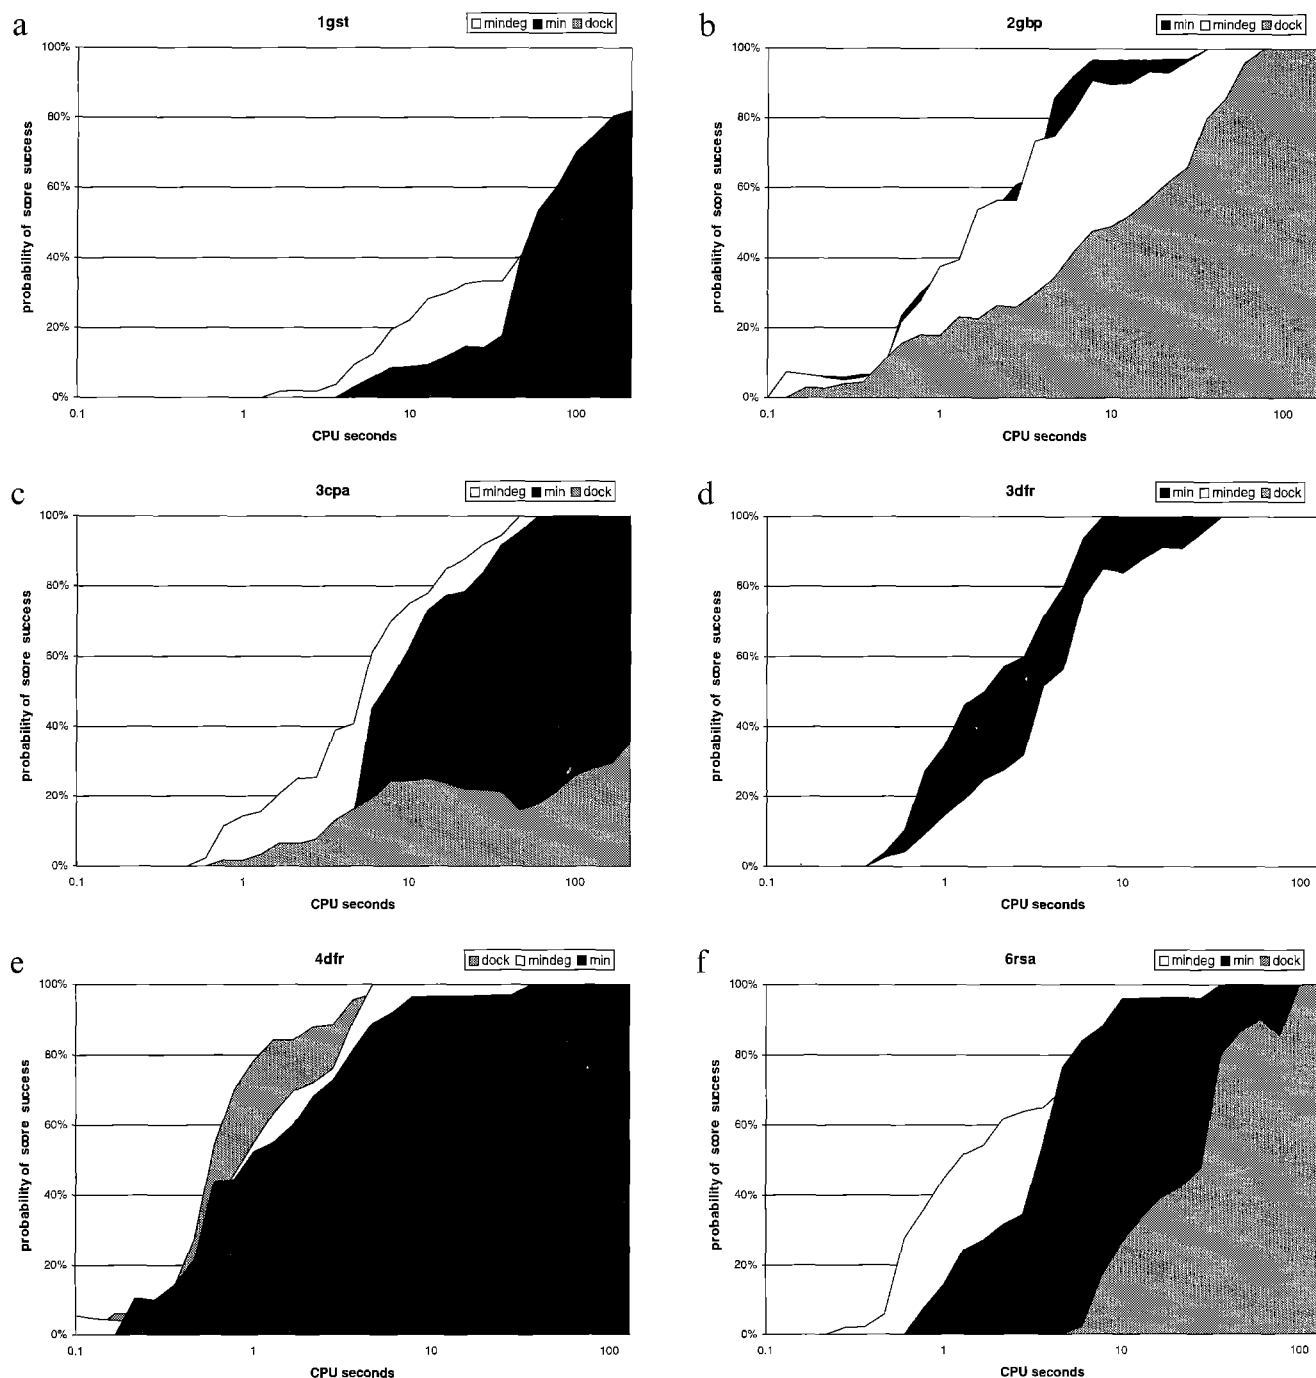 a
1gst
mindeg min dock
100%
80%
60%
40%
20%
0%
probability of score success
0.1 1 10 100
CPU seconds
b
2gbp
min mindeg dock
100%
80%
60%
40%
20%
0%
probability of score success
0.1 1 10 100
CPU seconds
c
3cpa
mindeg min dock
100%
80%
60%
40%
20%
0%
probability of score success
0.1 1 10 100
CPU seconds
d
3dfr
min mindeg dock
100%
80%
60%
40%
20%
0%
probability of score success
0.1 1 10 100
CPU seconds
e
4dfr
dock mindeg min
100%
80%
60%
40%
20%
0%
probability of score success
0.1 1 10 100
CPU seconds
f
6rsa
mindeg min dock
100%
80%
60%
40%
20%
0%
probability of score success
0.1 1 10 100
CPU seconds